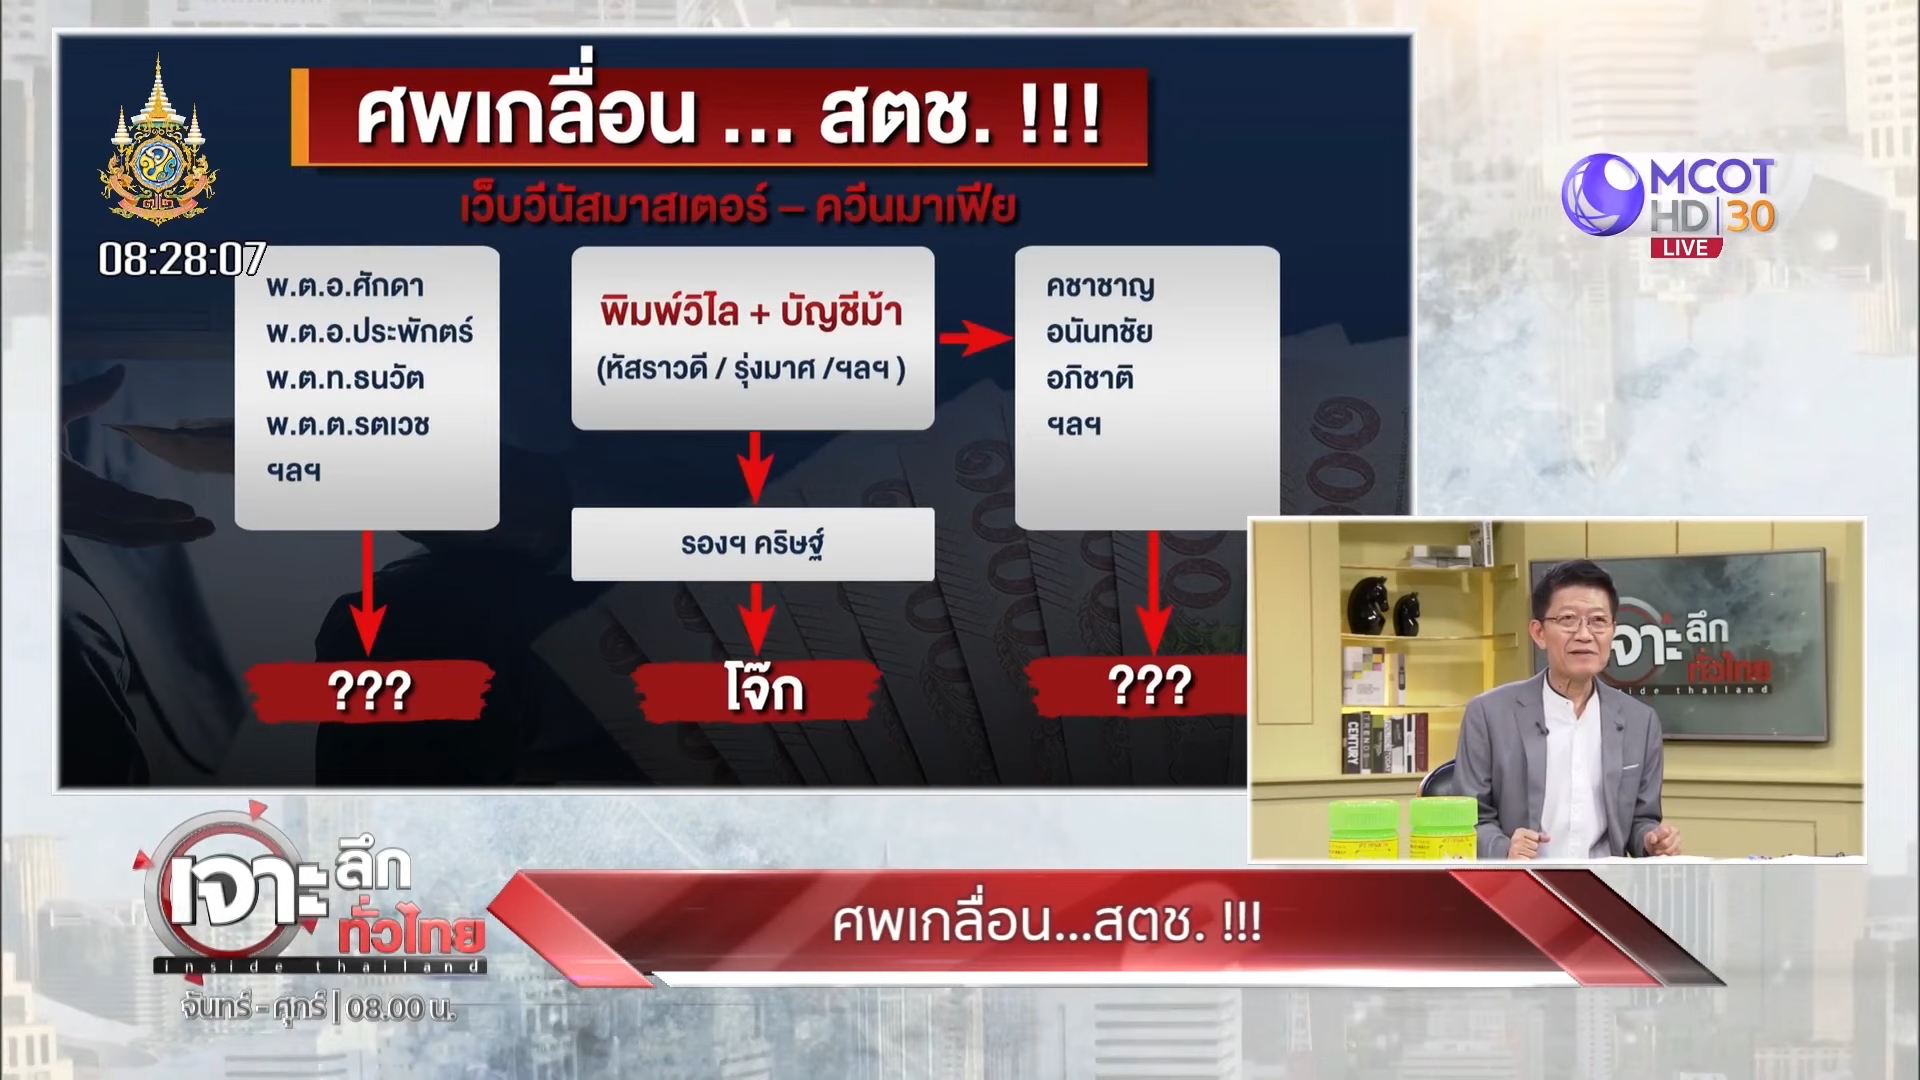 ศพเกลื่อน ... สตช. !!!
เว็บวีนัสมาสเตอร์ – ควีนมาเฟีย
08:28:07
พ.ต.อ.ศักดา
พ.ต.อ.ประพักตร์
พ.ต.ท.ธนวัต
พ.ต.ต.รตเวช
ฯลฯ
???
พิมพ์วิไล + บัญชีม้า
(หัสราวดี / รุ่งมาศ /ฯลฯ )
รองฯ คริษฐ์
โจ๊ก
คชาชาญ
อนันทชัย
อภิชาติ
ฯลฯ
???
MCOT
HD 30
LIVE
เจาะ ลึก
ทั่วไทย
inside thailand
CENTURY
TRENDS
เจาะลึก
ทั่วไทย
inside thailand
จันทร์ - ศุกร์ | 08.00 น.
ศพเกลื่อน...สตช. !!!